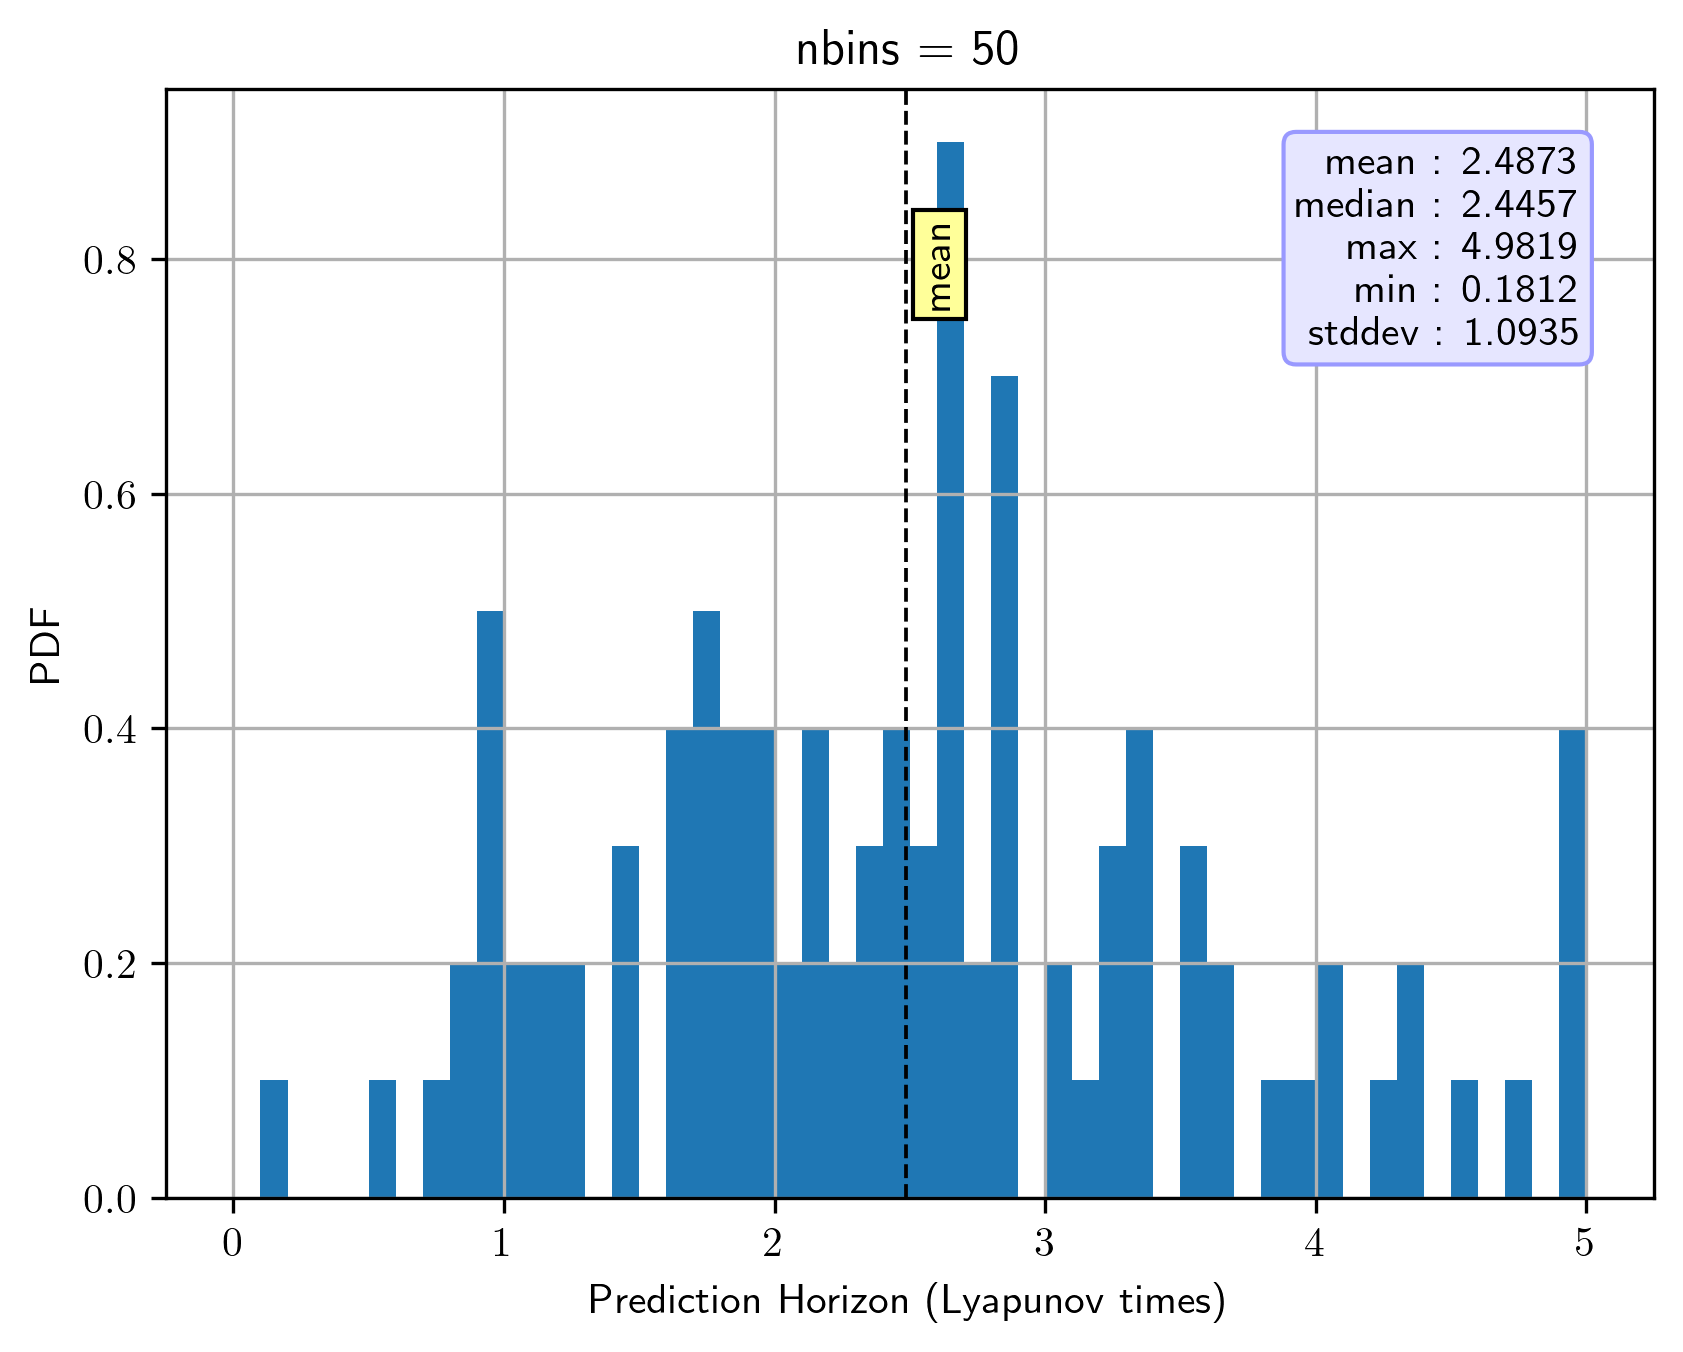 nbins = 50
mean : 2.4873
median : 2.4457
max : 4.9819
min : 0.1812
stddev : 1.0935
mean
PDF
0.8
0.6
0.4
0.2
0.0
0 1 2 3 4 5
Prediction Horizon (Lyapunov times)